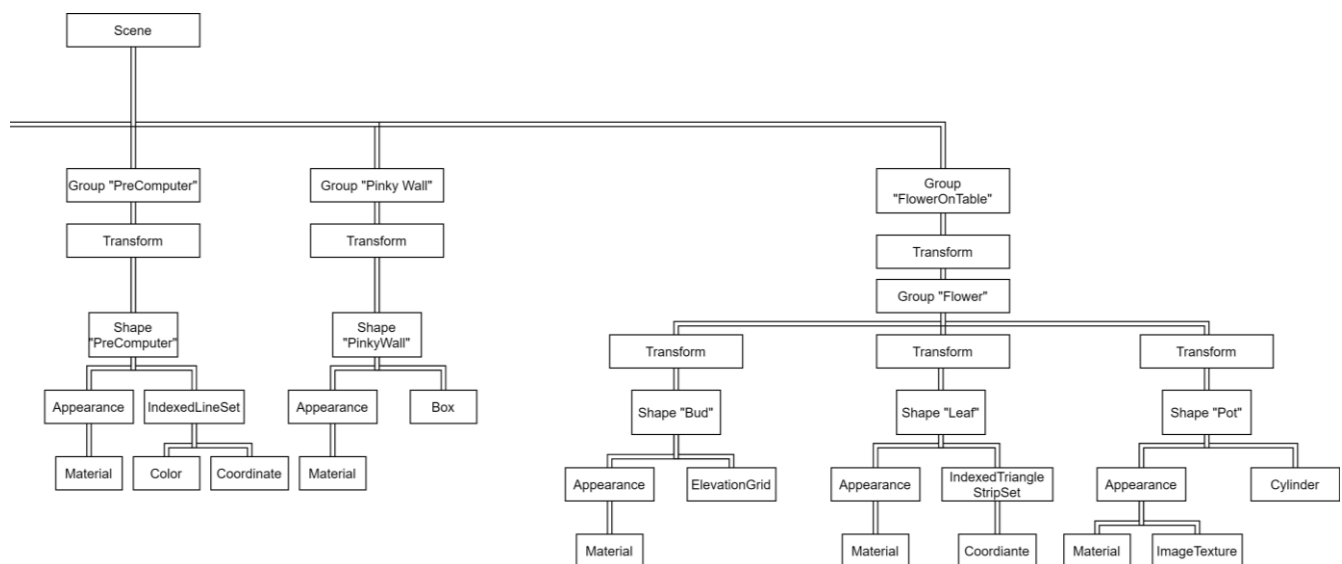 Scene
Group "PreComputer"
Group "Pinky Wall"
Group
"FlowerOnTable"
Transform
Transform
Transform
Group "Flower"
Shape
"PreComputer"
Shape
"PinkyWall"
Transform
Transform
Transform
Appearance
IndexedLineSet
Appearance
Box
Shape "Bud"
Shape "Leaf"
Shape "Pot"
Material
Color
Coordinate
Material
Appearance
ElevationGrid
Appearance
IndexedTriangle
StripSet
Appearance
Cylinder
Material
Material
Coordiante
Material
ImageTexture